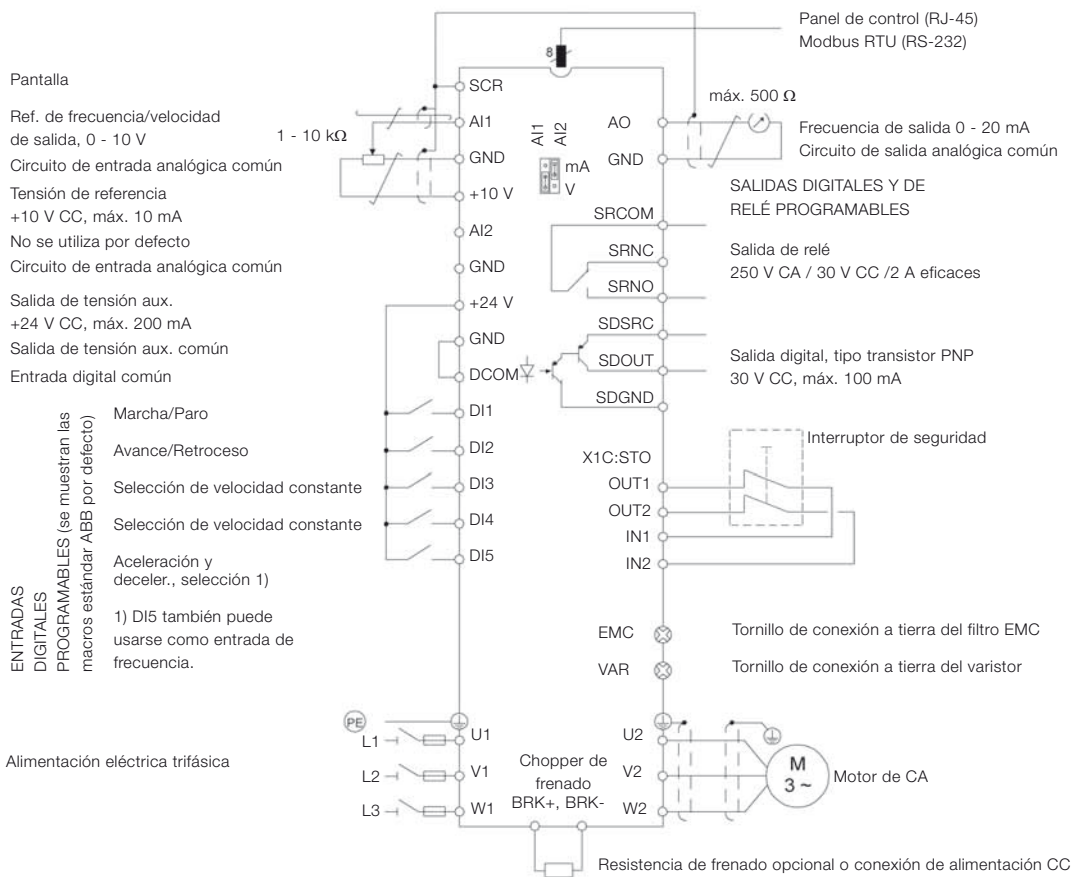 Panel de control (RJ-45)
Modbus RTU (RS-232)
8
Pantalla
SCR
Ref. de frecuencia/velocidad
de salida, 0 - 10 V
1 - 10 kΩ
AI1
Circuito de entrada analógica común
GND
Tensión de referencia
+10 V CC, máx. 10 mA
+10 V
No se utiliza por defecto
AI2
Circuito de entrada analógica común
GND
Salida de tensión aux.
+24 V CC, máx. 200 mA
+24 V
Salida de tensión aux. común
GND
Entrada digital común
DCOM
ENTRADAS
DIGITALES
PROGRAMABLES (se muestran las
macros estándar ABB por defecto)
Marcha/Paro
DI1
Avance/Retroceso
DI2
Selección de velocidad constante
DI3
Selección de velocidad constante
DI4
Aceleración y
deceler., selección 1)
DI5
1) DI5 también puede
usarse como entrada de
frecuencia.
AI1
AI2
mA
V
máx. 500 Ω
AO
GND
Frecuencia de salida 0 - 20 mA
Circuito de salida analógica común
SALIDAS DIGITALES Y DE
RELÉ PROGRAMABLES
SRCOM
SRNC
SRNO
Salida de relé
250 V CA / 30 V CC /2 A eficaces
SDSRC
SDOUT
SDGND
Salida digital, tipo transistor PNP
30 V CC, máx. 100 mA
Interruptor de seguridad
X1C:STO
OUT1
OUT2
IN1
IN2
EMC
Tornillo de conexión a tierra del filtro EMC
VAR
Tornillo de conexión a tierra del varistor
PE
Alimentación eléctrica trifásica
L1
L2
L3
U1
V1
W1
Chopper de
frenado
BRK+, BRK-
U2
V2
W2
M
3 ~
Motor de CA
Resistencia de frenado opcional o conexión de alimentación CC